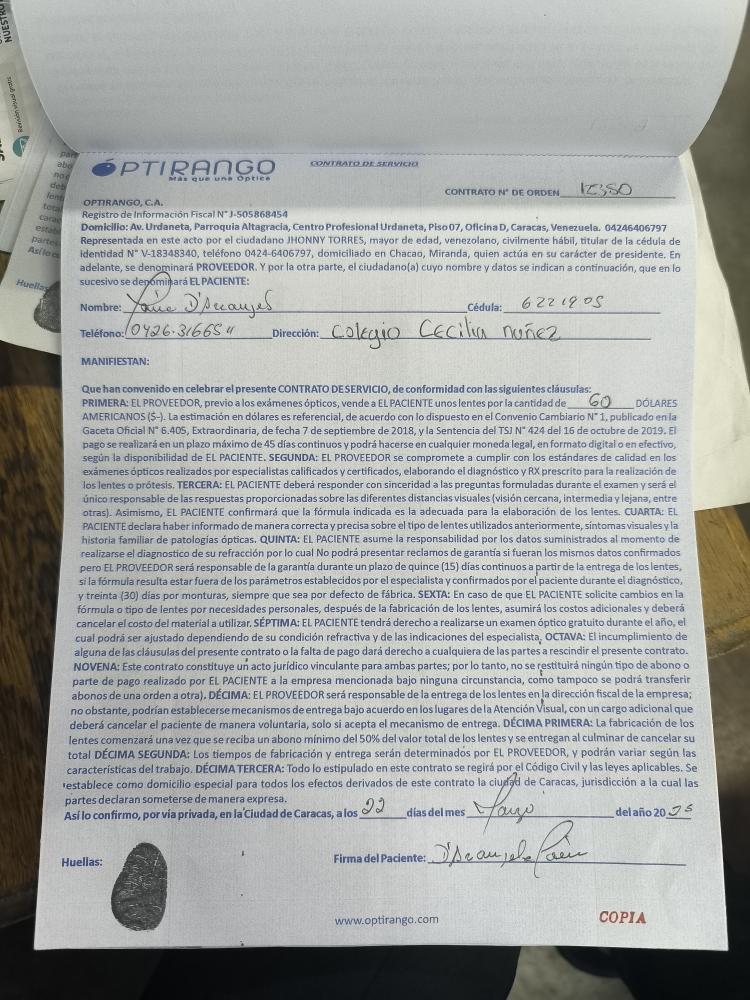 OPTIRANGO
Más que una Óptica
CONTRATO DE SERVICIO
CONTRATO N° DE ORDEN 12350
OPTIRANGO, C.A.
Registro de Información Fiscal N° J-505868454
Domicilio: Av. Urdaneta, Parroquia Altagracia, Centro Profesional Urdaneta, Piso 07, Oficina D, Caracas, Venezuela. 04246406797
Representada en este acto por el ciudadano JHONNY TORRES, mayor de edad, venezolano, civilmente hábil, titular de la cédula de
Identidad N° V-18348340, teléfono 0424-6406797, domiciliado en Chacao, Miranda, quien actúa en su carácter de presidente. En
adelante, se denominará PROVEEDOR. Y por la otra parte, el ciudadano(a) cuyo nombre y datos se indican a continuación, que en lo
sucesivo se denominará EL PACIENTE:
Nombre: D'Arcangelo Cédula: 6221905
Teléfono: 0426.3166511 Dirección: Colegio Cecilia Nuñez
MANIFIESTAN:
Que han convenido en celebrar el presente CONTRATO DE SERVICIO, de conformidad con las siguientes cláusulas:
PRIMERA: EL PROVEEDOR, previo a los exámenes ópticos, vende a EL PACIENTE unos lentes por la cantidad de 60 DÓLARES
AMERICANOS ($-). La estimación en dólares es referencial, de acuerdo con lo dispuesto en el Convenio Cambiario N° 1, publicado en la
Gaceta Oficial N° 6.405, Extraordinaria, de fecha 7 de septiembre de 2018, y la Sentencia del TSJ N° 424 del 16 de octubre de 2019. El
pago se realizará en un plazo máximo de 45 días continuos y podrá hacerse en cualquier moneda legal, en formato digital o en efectivo,
según la disponibilidad de EL PACIENTE. SEGUNDA: EL PROVEEDOR se compromete a cumplir con los estándares de calidad en los
exámenes ópticos realizados por especialistas calificados y certificados, elaborando el diagnóstico y RX prescrito para la realización de
los lentes o prótesis. TERCERA: EL PACIENTE deberá responder con sinceridad a las preguntas formuladas durante el examen y será el
único responsable de las respuestas proporcionadas sobre las diferentes distancias visuales (visión cercana, intermedia y lejana, entre
otras). Asimismo, EL PACIENTE confirmará que la fórmula indicada es la adecuada para la elaboración de los lentes. CUARTA: EL
PACIENTE declara haber informado de manera correcta y precisa sobre el tipo de lentes utilizados anteriormente, síntomas visuales y la
historia familiar de patologías ópticas. QUINTA: EL PACIENTE asume la responsabilidad por los datos suministrados al momento de
realizarse el diagnostico de su refracción por lo cual No podrá presentar reclamos de garantía si fueran los mismos datos confirmados
pero EL PROVEEDOR será responsable de la garantía durante un plazo de quince (15) días continuos a partir de la entrega de los lentes,
si la fórmula resulta estar fuera de los parámetros establecidos por el especialista y confirmados por el paciente durante el diagnóstico,
y treinta (30) días por monturas, siempre que sea por defecto de fábrica. SEXTA: En caso de que EL PACIENTE solicite cambios en la
fórmula o tipo de lentes por necesidades personales, después de la fabricación de los lentes, asumirá los costos adicionales y deberá
cancelar el costo del material a utilizar. SÉPTIMA: EL PACIENTE tendrá derecho a realizarse un examen óptico gratuito durante el año, el
cual podrá ser ajustado dependiendo de su condición refractiva y de las indicaciones del especialista. OCTAVA: El incumplimiento de
alguna de las cláusulas del presente contrato o la falta de pago dará derecho a cualquiera de las partes a rescindir el presente contrato.
NOVENA: Este contrato constituye un acto jurídico vinculante para ambas partes; por lo tanto, no se restituirá ningún tipo de abono o
parte de pago realizado por EL PACIENTE a la empresa mencionada bajo ninguna circunstancia, como tampoco se podrá transferir
abonos de una orden a otra). DÉCIMA: EL PROVEEDOR será responsable de la entrega de los lentes en la dirección fiscal de la empresa;
no obstante, podrían establecerse mecanismos de entrega bajo acuerdo en los lugares de la Atención Visual, con un cargo adicional que
deberá cancelar el paciente de manera voluntaria, solo si acepta el mecanismo de entrega. DÉCIMA PRIMERA: La fabricación de los
lentes comenzará una vez que se reciba un abono mínimo del 50% del valor total de los lentes y se entregan al culminar de cancelar su
total DÉCIMA SEGUNDA: Los tiempos de fabricación y entrega serán determinados por EL PROVEEDOR, y podrán variar según las
características del trabajo. DÉCIMA TERCERA: Todo lo estipulado en este contrato se regirá por el Código Civil y las leyes aplicables. Se
establece como domicilio especial para todos los efectos derivados de este contrato la ciudad de Caracas, jurisdicción a la cual las
partes declaran someterse de manera expresa.
Así lo confirmo, por vía privada, en la Ciudad de Caracas, a los 22 días del mes Mayo del año 2025
Huellas: Firma del Paciente:
www.optirango.com
COPIA